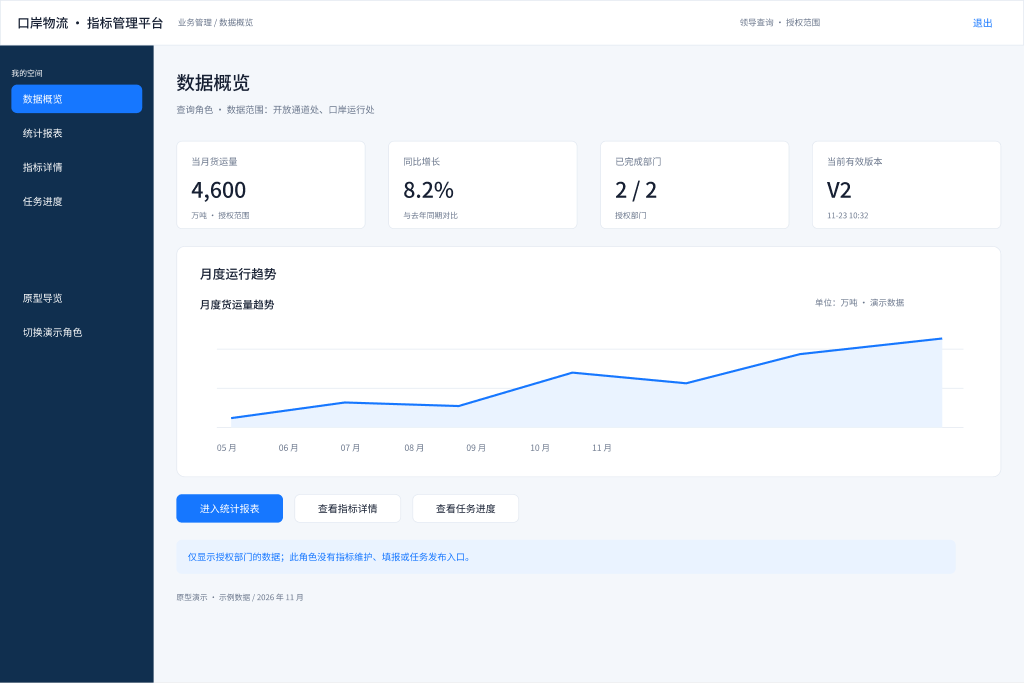 口岸物流 · 指标管理平台
业务管理 / 数据概览
领导查询 · 授权范围
退出
我的空间
数据概览
统计报表
指标详情
任务进度
原型导览
切换演示角色
数据概览
查询角色 · 数据范围：开放通道处、口岸运行处
当月货运量
4,600
万吨 · 授权范围
同比增长
8.2%
与去年同期对比
已完成部门
2 / 2
授权部门
当前有效版本
V2
11-23 10:32
月度运行趋势
月度货运量趋势
单位：万吨 · 演示数据
05 月 06 月 07 月 08 月 09 月 10 月 11 月
进入统计报表
查看指标详情
查看任务进度
仅显示授权部门的数据；此角色没有指标维护、填报或任务发布入口。
原型演示 · 示例数据 / 2026 年 11 月